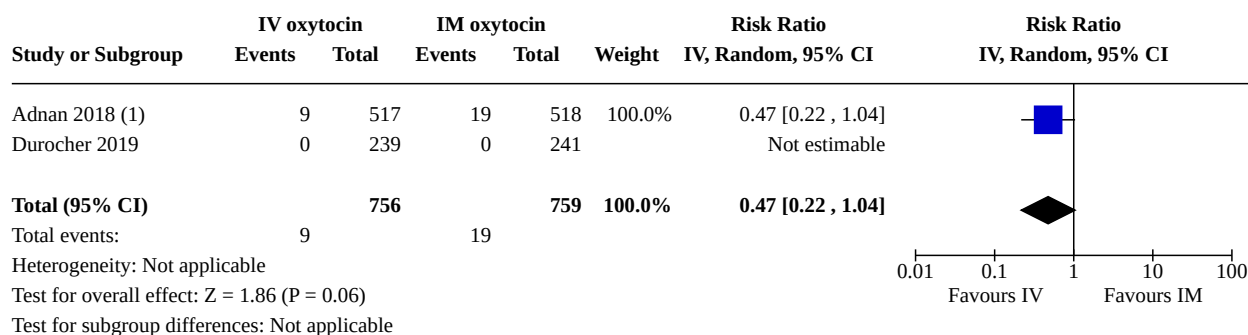 IV oxytocin IM oxytocin Risk Ratio Risk Ratio
Study or Subgroup Events Total Events Total Weight IV, Random, 95% CI IV, Random, 95% CI
Adnan 2018 (1) 9 517 19 518 100.0% 0.47 [0.22 , 1.04]
Durocher 2019 0 239 0 241 Not estimable
Total (95% CI) 756 759 100.0% 0.47 [0.22 , 1.04]
Total events: 9 19
Heterogeneity: Not applicable
0.01 0.1 1 10 100
Test for overall effect: Z = 1.86 (P = 0.06) Favours IV Favours IM
Test for subgroup differences: Not applicable